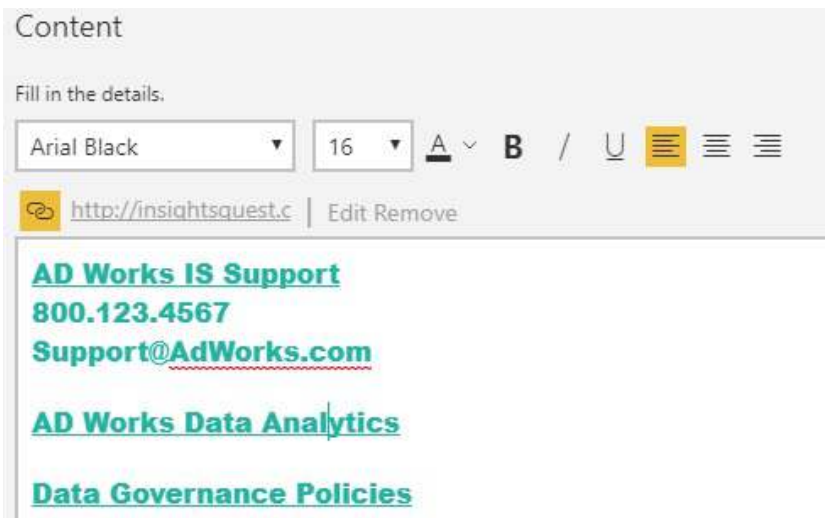 Content
Fill in the details.
Arial Black 16 A B / U
http://insightsquest.c | Edit Remove
AD Works IS Support
800.123.4567
Support@AdWorks.com
AD Works Data Analytics
Data Governance Policies